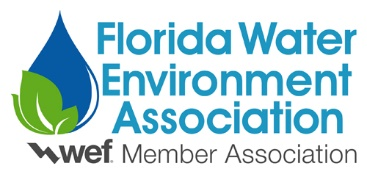 Florida Water
Environment
Association
wef Member Association